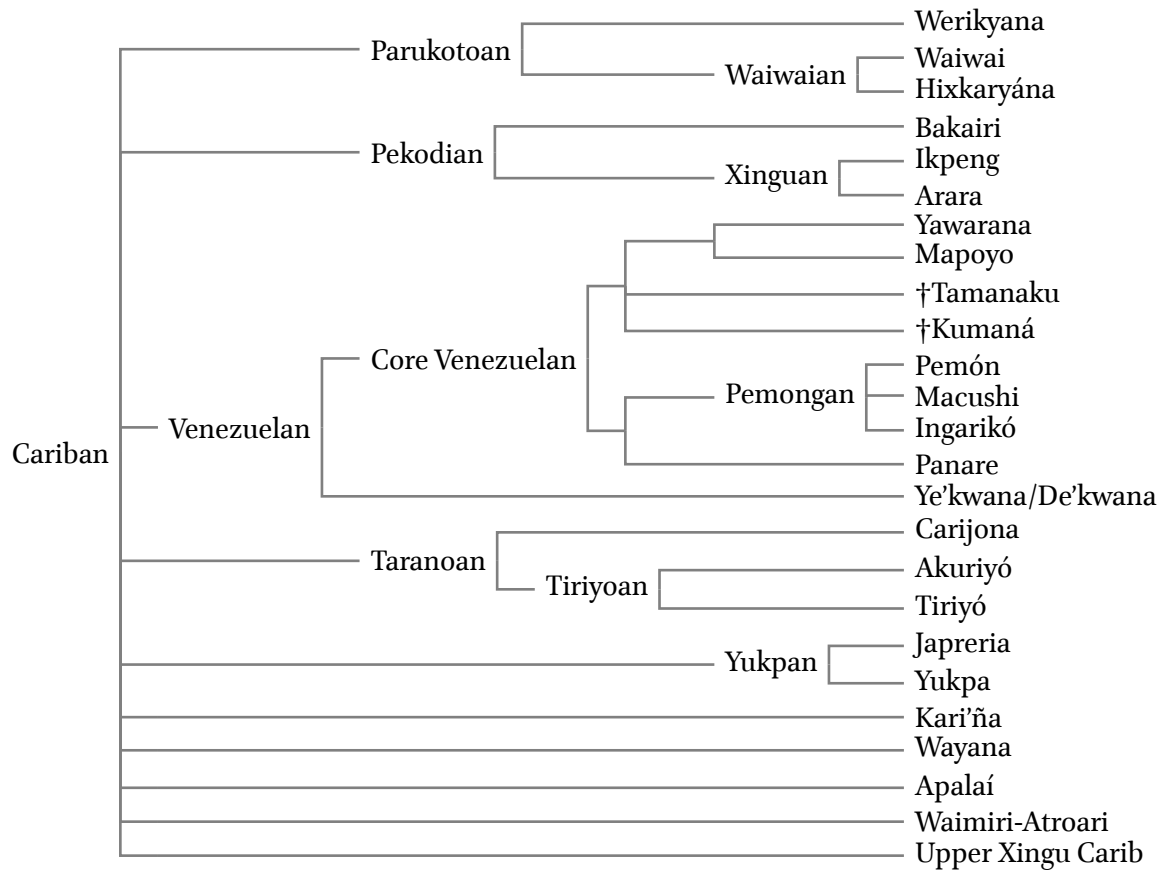 Werikyana
Parukotoan
Waiwai
Waiwaian
Hixkaryána
Bakairi
Pekodian
Ikpeng
Xinguan
Arara
Yawarana
Mapoyo
†Tamanaku
†Kumaná
Core Venezuelan
Pemón
Pemongan
Macushi
Ingarikó
Venezuelan
Cariban
Panare
Ye’kwana/De’kwana
Carijona
Taranoan
Akuriyó
Tiriyoan
Tiriyó
Japreria
Yukpan
Yukpa
Kari’ña
Wayana
Apalaí
Waimiri-Atroari
Upper Xingu Carib